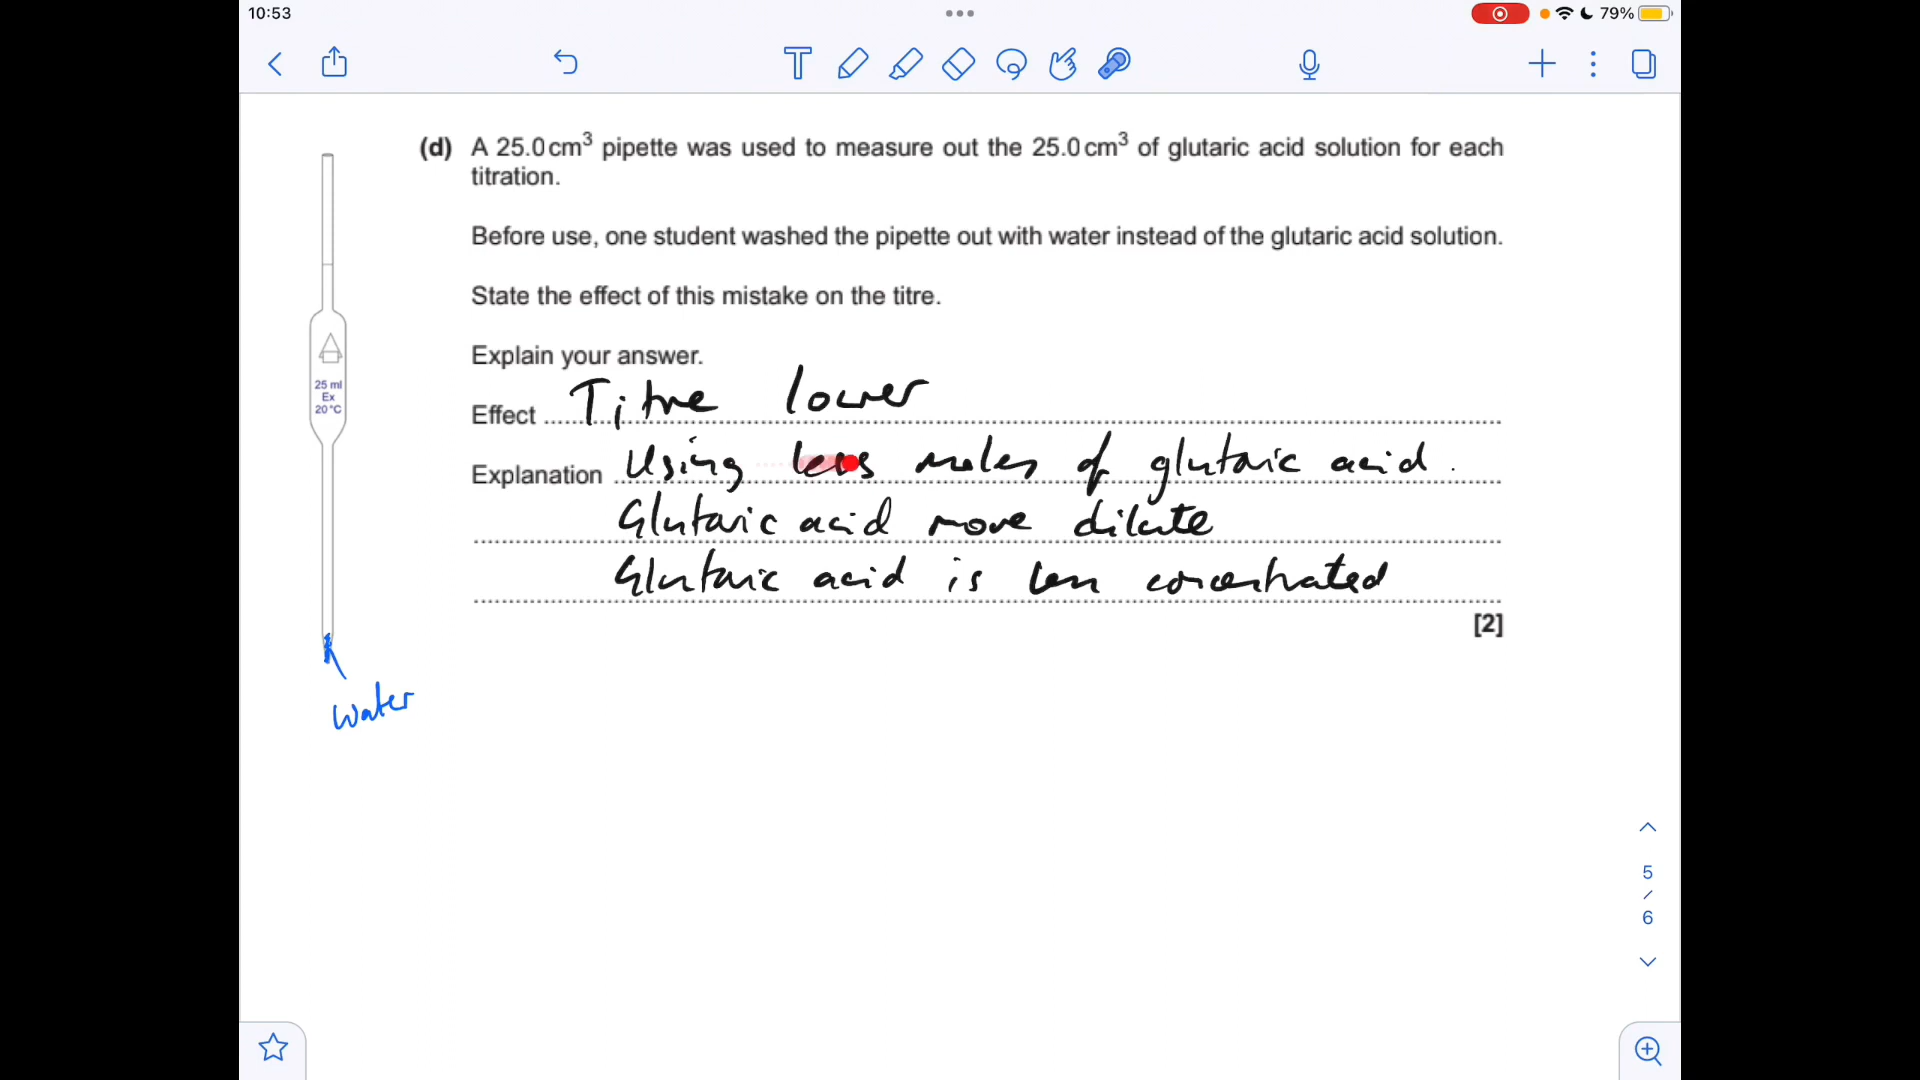 10:53
79%
(d) A 25.0 cm³ pipette was used to measure out the 25.0 cm³ of glutaric acid solution for each
titration.
Before use, one student washed the pipette out with water instead of the glutaric acid solution.
State the effect of this mistake on the titre.
Explain your answer.
Effect Titre lower
Explanation Using less moles of glutaric acid.
Glutaric acid more dilute
Glutaric acid is less concentrated
[2]
25 ml
Ex
20°C
water
5
/
6